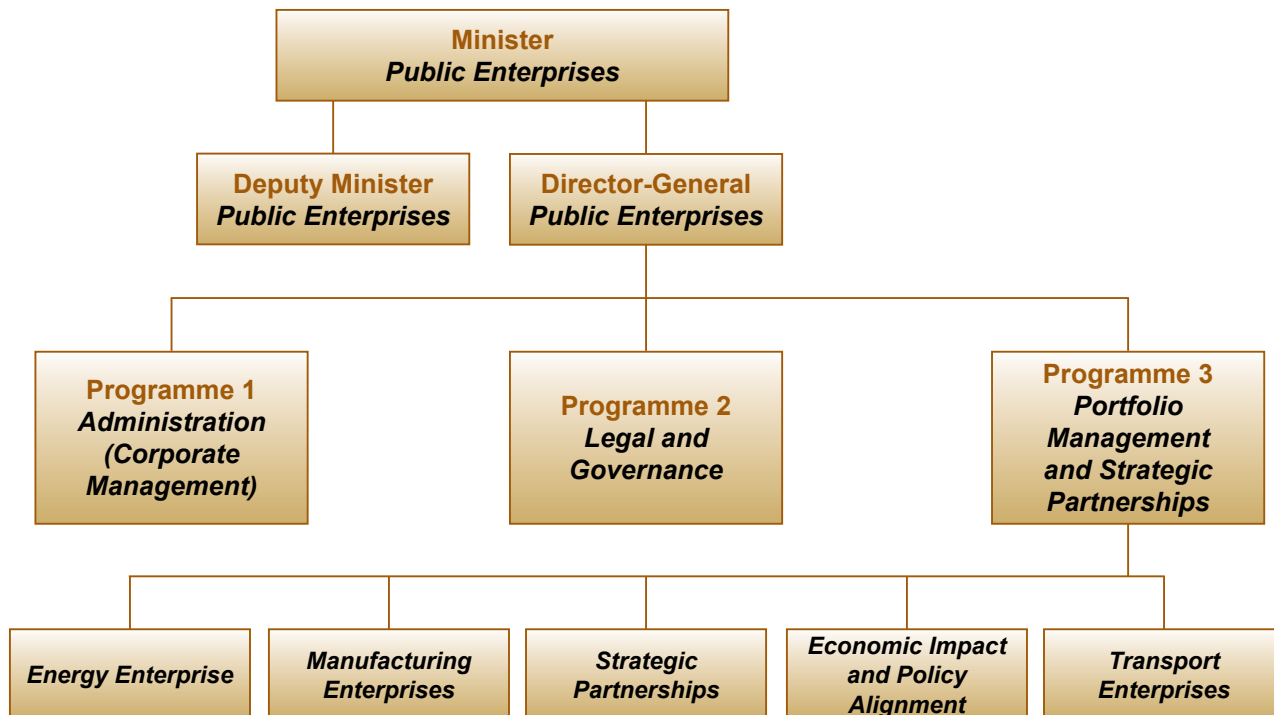 Minister
Public Enterprises
Deputy Minister
Public Enterprises
Director-General
Public Enterprises
Programme 1
Administration
(Corporate
Management)
Programme 2
Legal and
Governance
Programme 3
Portfolio
Management
and Strategic
Partnerships
Energy Enterprise
Manufacturing
Enterprises
Strategic
Partnerships
Economic Impact
and Policy
Alignment
Transport
Enterprises